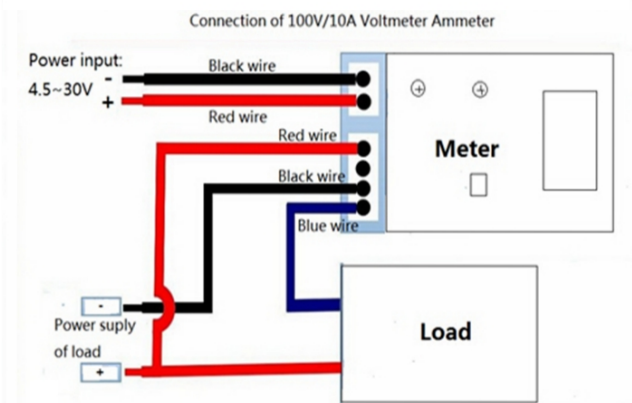 Connection of 100V/10A Voltmeter Ammeter
Power input:
4.5~30V
-
+
Black wire
Red wire
Red wire
Black wire
Blue wire
Meter
-
Power suply
of load
+
Load